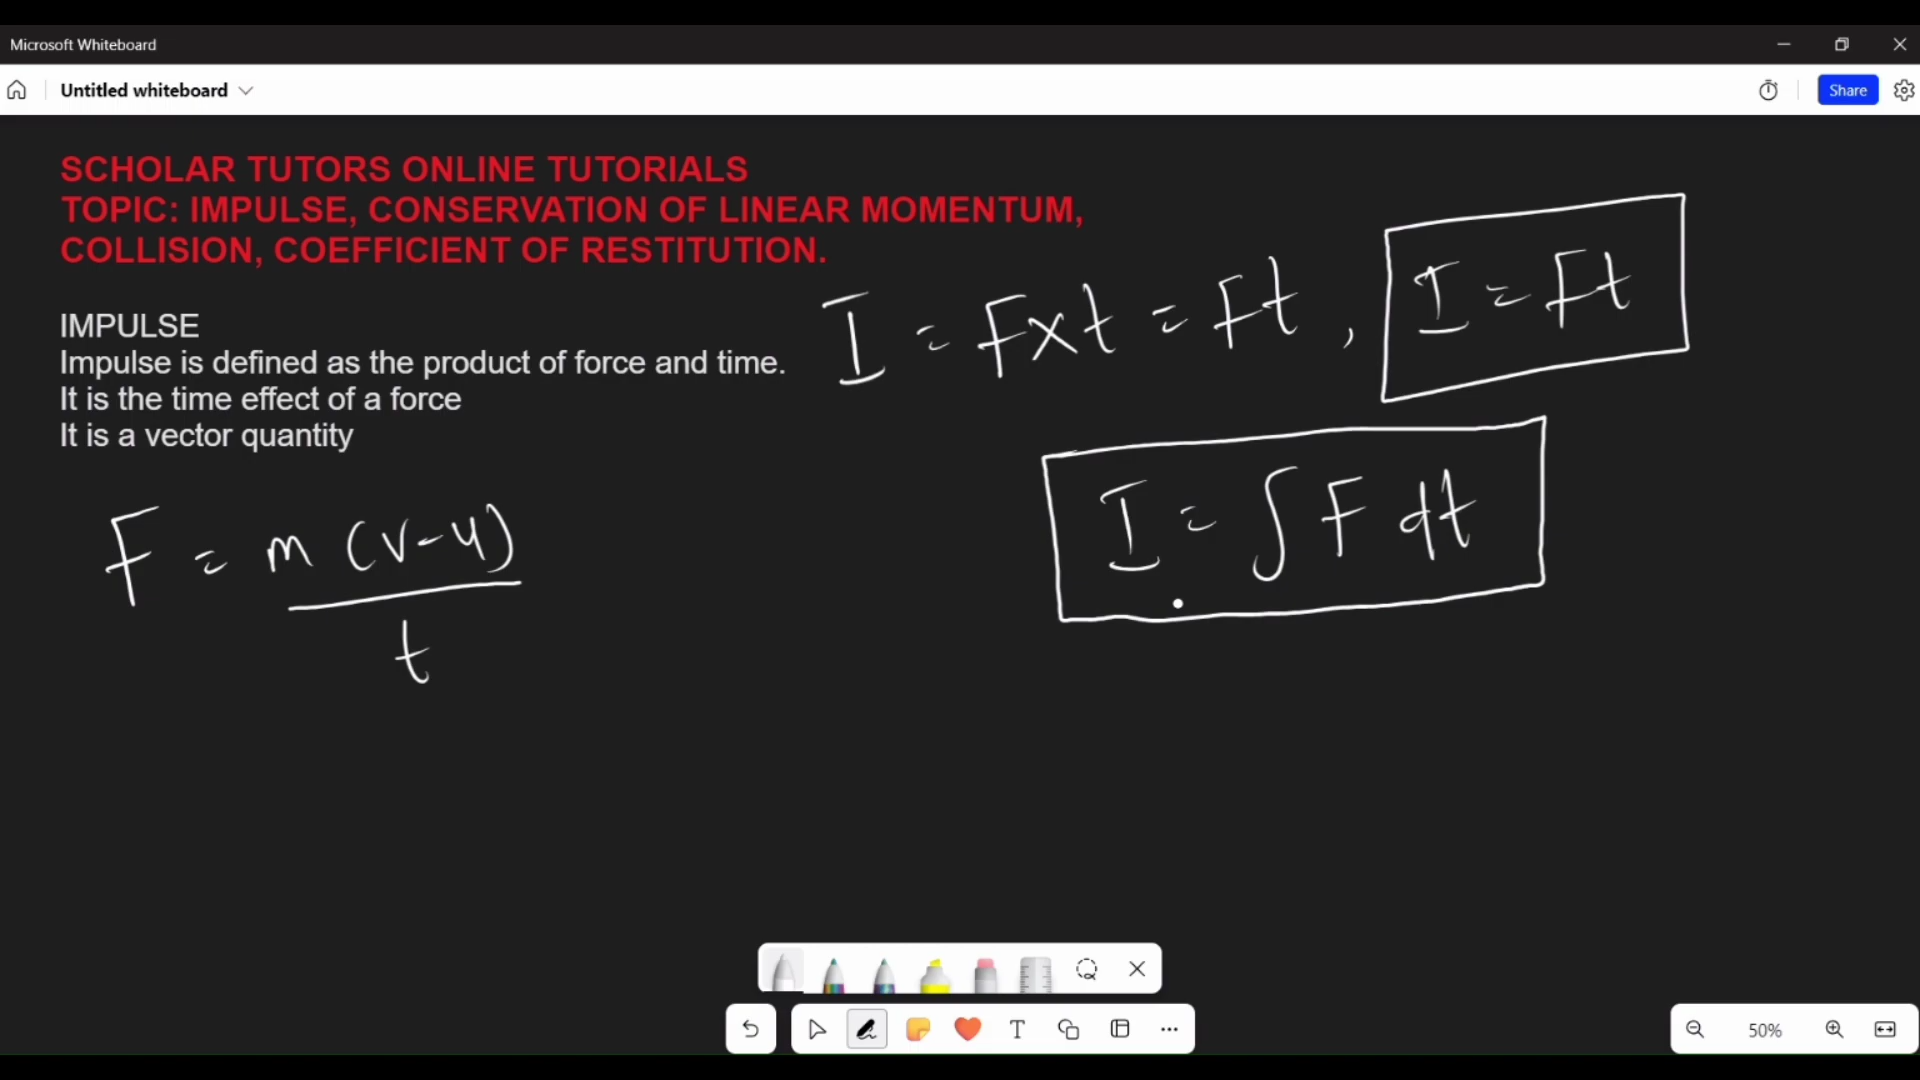 Microsoft Whiteboard
Untitled whiteboard
Share
SCHOLAR TUTORS ONLINE TUTORIALS
TOPIC: IMPULSE, CONSERVATION OF LINEAR MOMENTUM,
COLLISION, COEFFICIENT OF RESTITUTION.
I = F x t = Ft , I = Ft
IMPULSE
Impulse is defined as the product of force and time.
It is the time effect of a force
It is a vector quantity
I = ∫ F dt
F = m (v-u)
t
50%